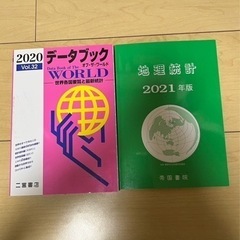 2020
Vol.32
データブック
オブ・ザ・ワールド
Data Book of The
WORLD
世界各国要覧と最新統計
二宮書店
地理統計
2021年版
帝国書院